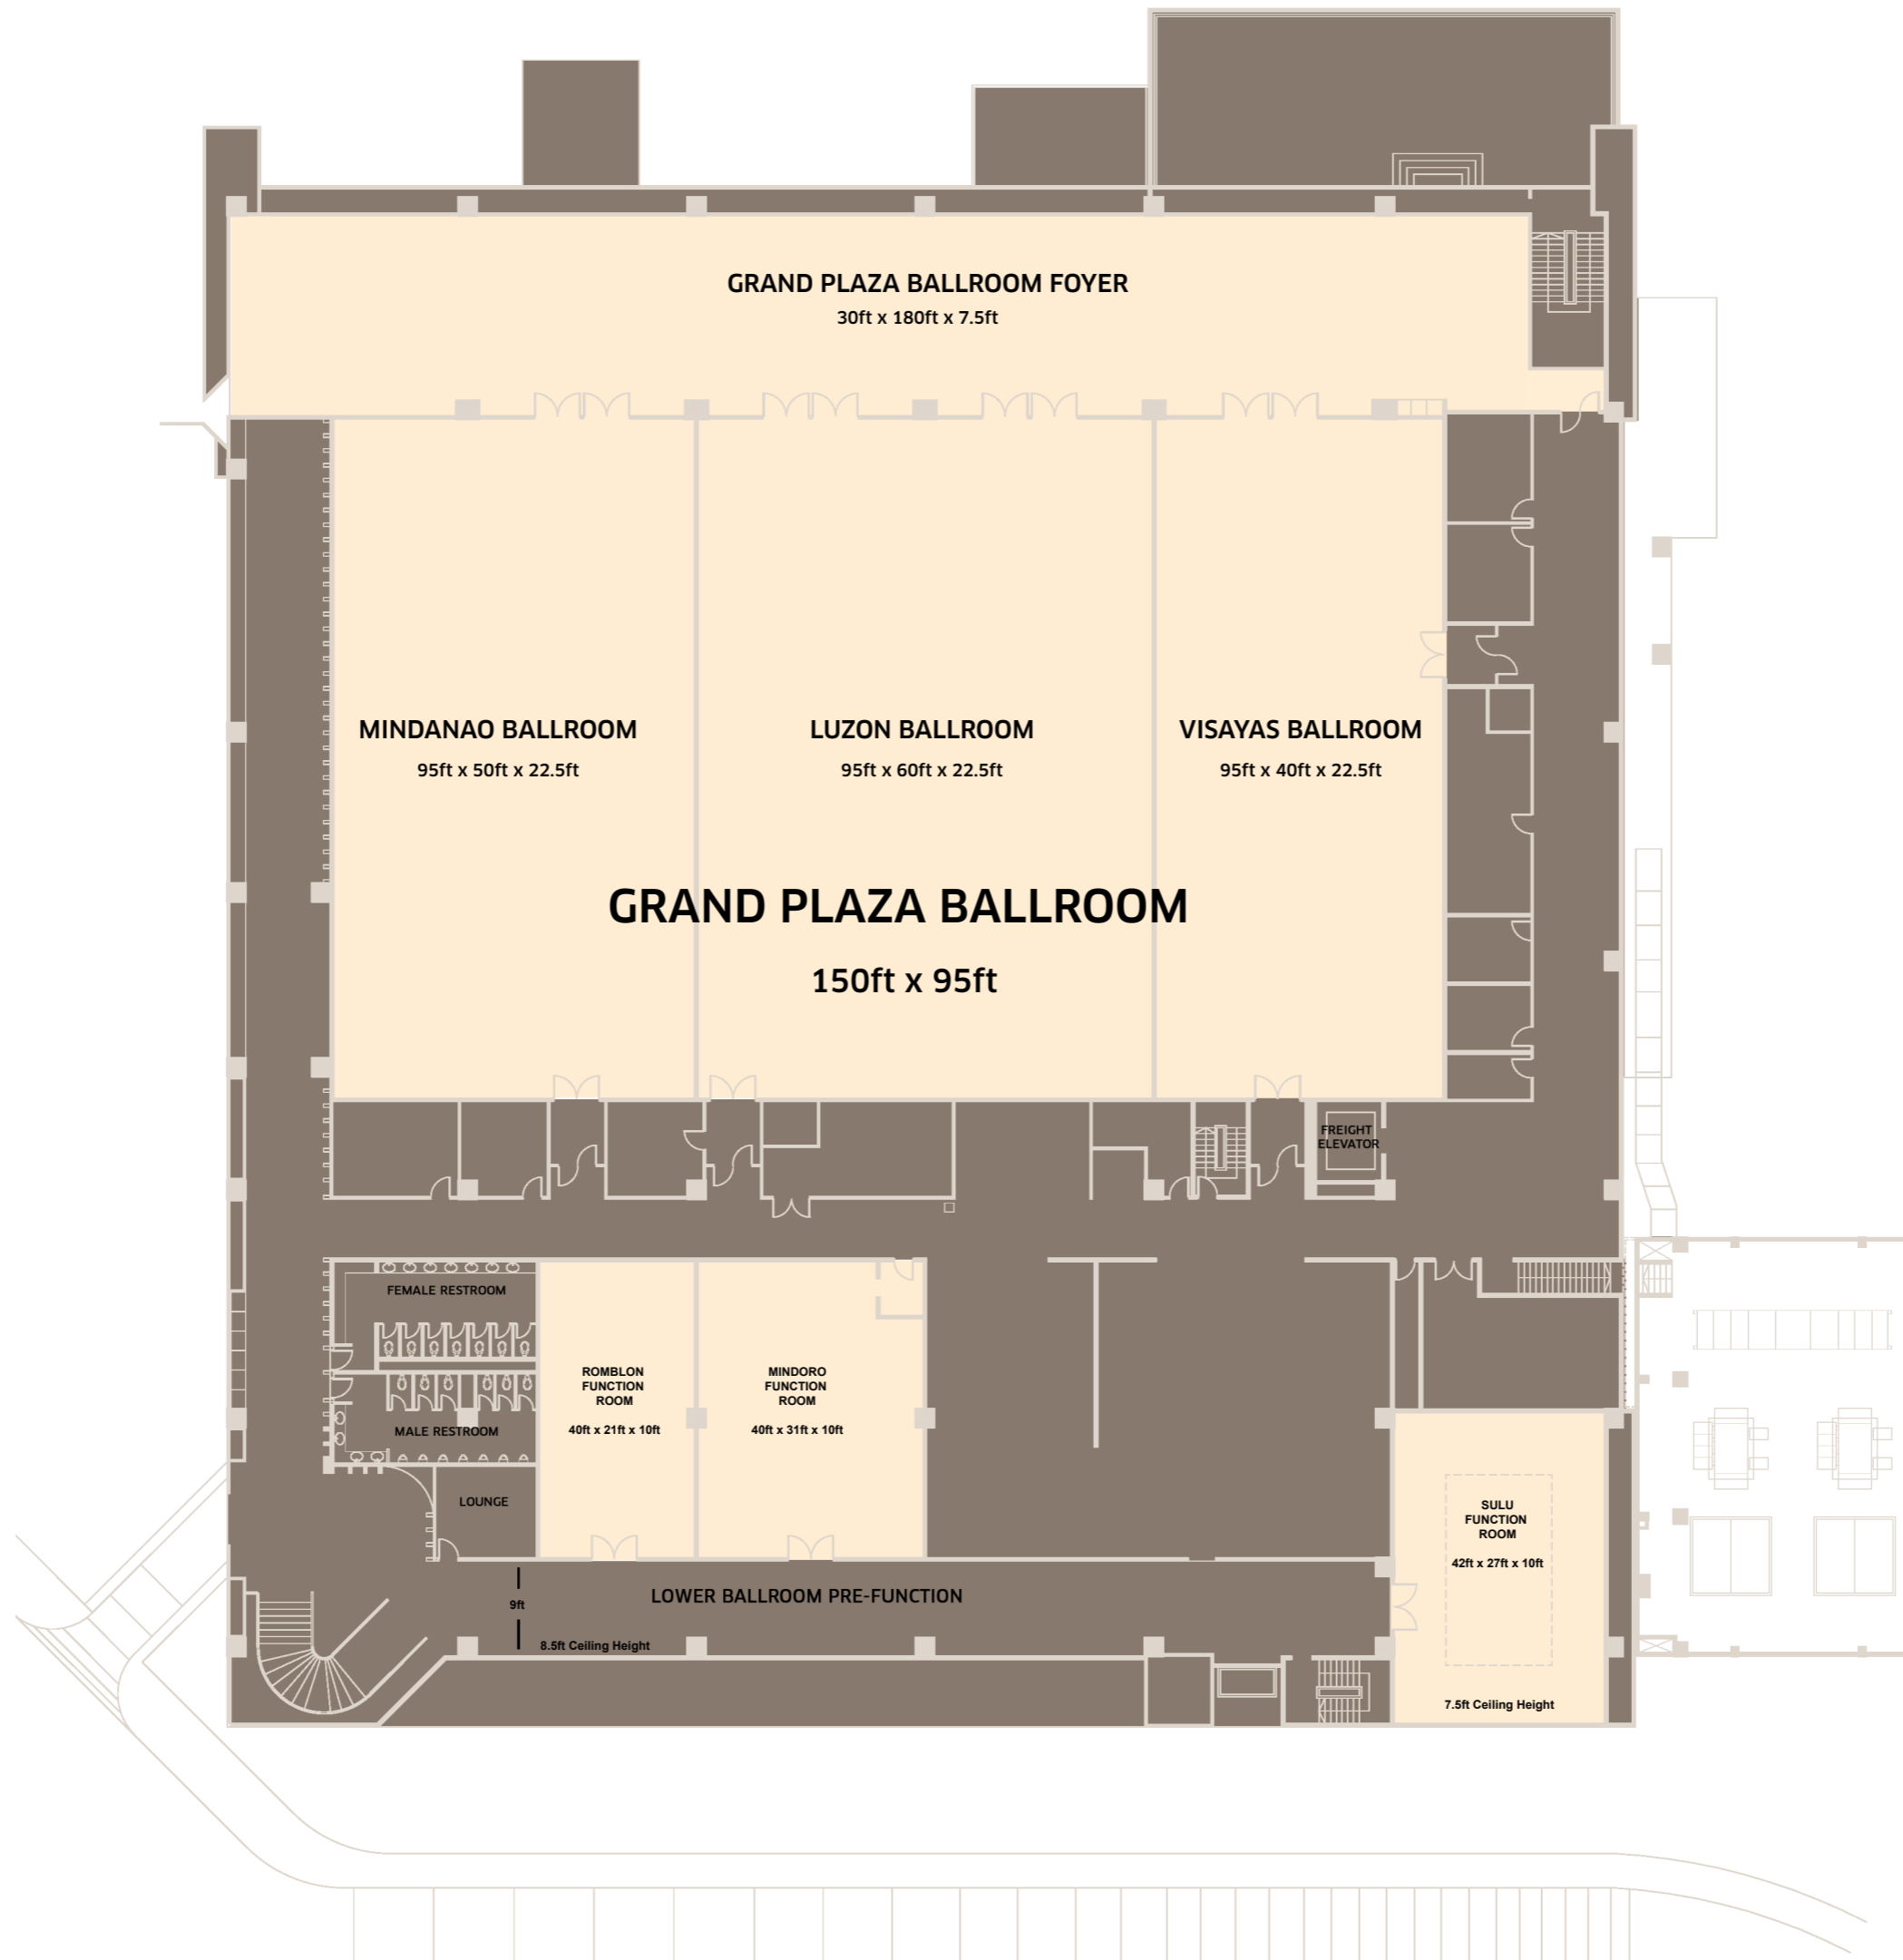 GRAND PLAZA BALLROOM FOYER
30ft x 180ft x 7.5ft
MINDANAO BALLROOM
95ft x 50ft x 22.5ft
LUZON BALLROOM
95ft x 60ft x 22.5ft
VISAYAS BALLROOM
95ft x 40ft x 22.5ft
GRAND PLAZA BALLROOM
150ft x 95ft
FREIGHT
ELEVATOR
FEMALE RESTROOM
MALE RESTROOM
LOUNGE
ROMBLON
FUNCTION
ROOM
40ft x 21ft x 10ft
MINDORO
FUNCTION
ROOM
40ft x 31ft x 10ft
SULU
FUNCTION
ROOM
42ft x 27ft x 10ft
7.5ft Ceiling Height
LOWER BALLROOM PRE-FUNCTION
9ft
8.5ft Ceiling Height